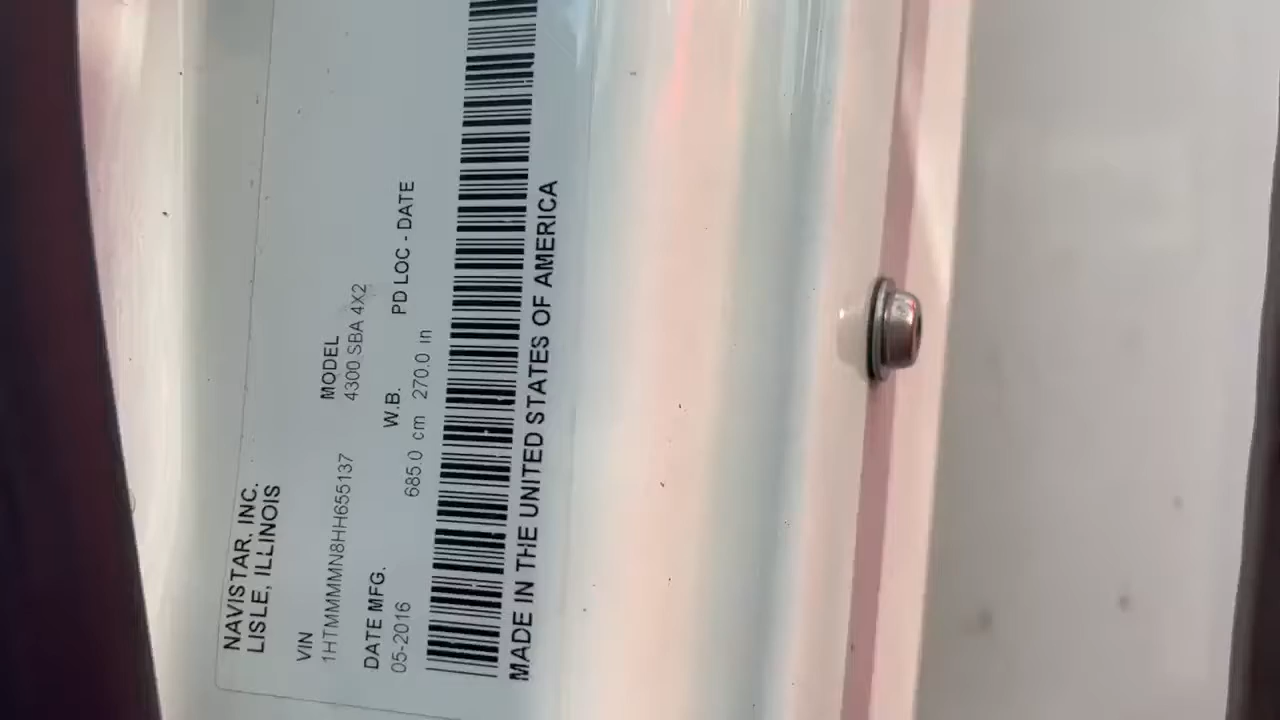 NAVISTAR, INC.
LISLE, ILLINOIS
VIN
1HTMMMMN8HH655137
MODEL
4300 SBA 4X2
DATE MFG.
05-2016
W.B.
685.0 cm 270.0 in
PD LOC - DATE
MADE IN THE UNITED STATES OF AMERICA